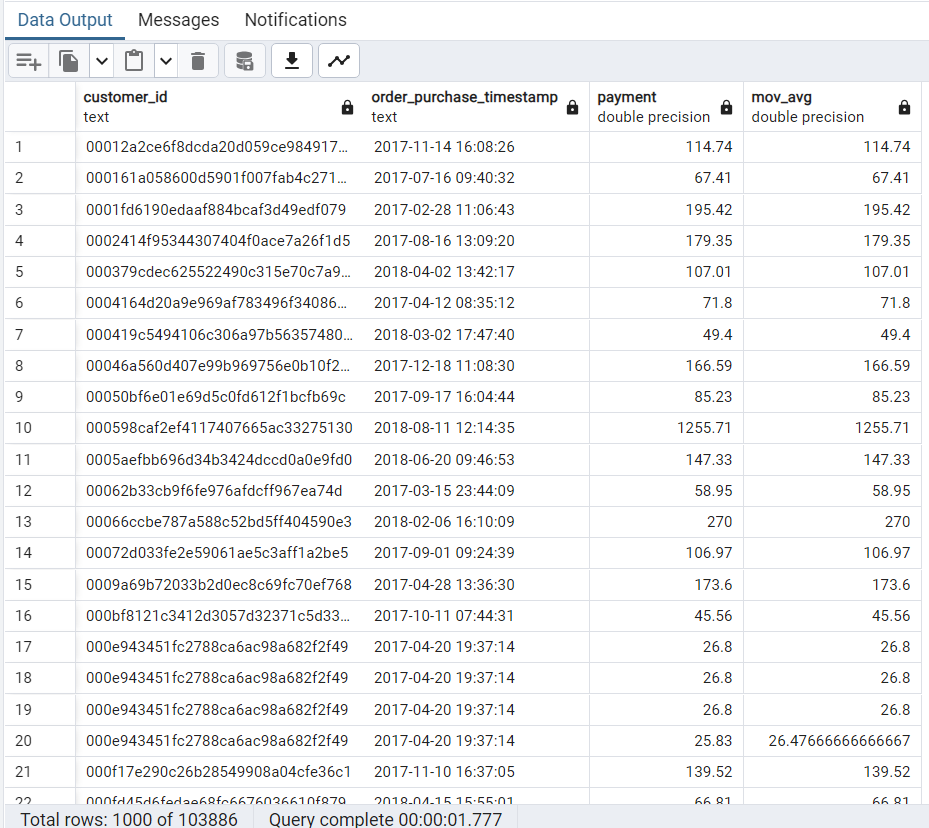 Data Output Messages Notifications
customer_id order_purchase_timestamp payment mov_avg
text text double precision double precision
1 00012a2ce6f8dcda20d059ce984917... 2017-11-14 16:08:26 114.74 114.74
2 000161a058600d5901f007fab4c271... 2017-07-16 09:40:32 67.41 67.41
3 0001fd6190edaaf884bcaf3d49edf079 2017-02-28 11:06:43 195.42 195.42
4 0002414f95344307404f0ace7a26f1d5 2017-08-16 13:09:20 179.35 179.35
5 000379cdec625522490c315e70c7a9... 2018-04-02 13:42:17 107.01 107.01
6 0004164d20a9e969af783496f34086... 2017-04-12 08:35:12 71.8 71.8
7 000419c5494106c306a97b56357480... 2018-03-02 17:47:40 49.4 49.4
8 00046a560d407e99b969756e0b10f2... 2017-12-18 11:08:30 166.59 166.59
9 00050bf6e01e69d5c0fd612f1bcfb69c 2017-09-17 16:04:44 85.23 85.23
10 000598caf2ef4117407665ac33275130 2018-08-11 12:14:35 1255.71 1255.71
11 0005aefbb696d34b3424dccd0a0e9fd0 2018-06-20 09:46:53 147.33 147.33
12 00062b33cb9f6fe976afdcff967ea74d 2017-03-15 23:44:09 58.95 58.95
13 00066ccbe787a588c52bd5ff404590e3 2018-02-06 16:10:09 270 270
14 00072d033fe2e59061ae5c3aff1a2be5 2017-09-01 09:24:39 106.97 106.97
15 0009a69b72033b2d0ec8c69fc70ef768 2017-04-28 13:36:30 173.6 173.6
16 000bf8121c3412d3057d32371c5d33... 2017-10-11 07:44:31 45.56 45.56
17 000e943451fc2788ca6ac98a682f2f49 2017-04-20 19:37:14 26.8 26.8
18 000e943451fc2788ca6ac98a682f2f49 2017-04-20 19:37:14 26.8 26.8
19 000e943451fc2788ca6ac98a682f2f49 2017-04-20 19:37:14 26.8 26.8
20 000e943451fc2788ca6ac98a682f2f49 2017-04-20 19:37:14 25.83 26.47666666666667
21 000f17e290c26b28549908a04cfe36c1 2017-11-10 16:37:05 139.52 139.52
22 000fd45d6fedae68fc6676036610f879 2018-04-15 15:55:01 66.81 66.81
Total rows: 1000 of 103886 Query complete 00:00:01.777